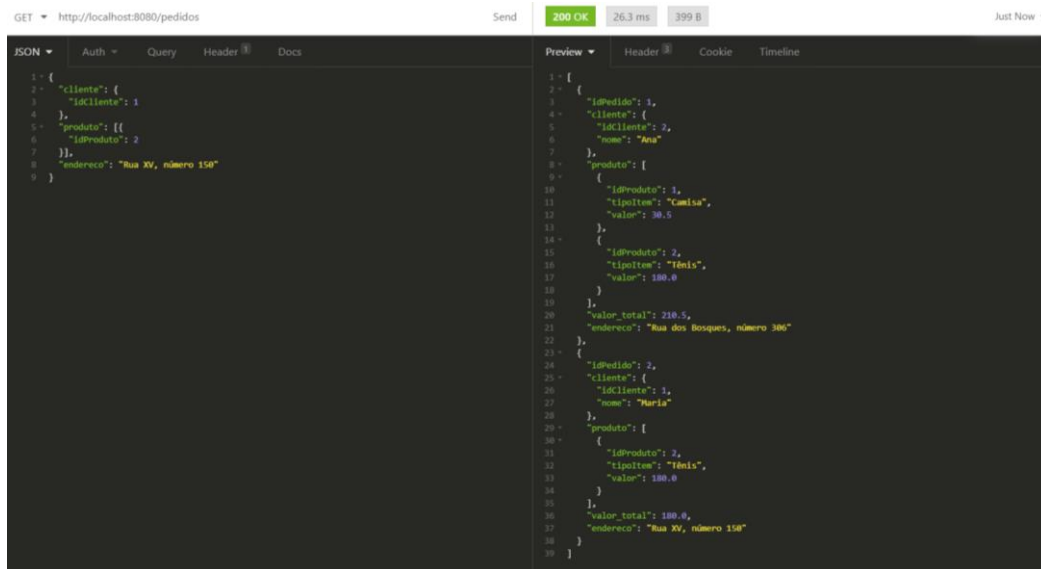 GET ▼ http://localhost:8080/pedidos Send
200 OK 26.3 ms 399 B Just Now
JSON ▼ Auth ▼ Query Header 1 Docs
1 {
2 "cliente": {
3 "idCliente": 1
4 },
5 "produto": [{
6 "idProduto": 2
7 }],
8 "endereco": "Rua XV, número 150"
9 }
Preview ▼ Header 3 Cookie Timeline
1 [
2 {
3 "idPedido": 1,
4 "cliente": {
5 "idCliente": 2,
6 "nome": "Ana"
7 },
8 "produto": [
9 {
10 "idProduto": 1,
11 "tipoItem": "Camisa",
12 "valor": 30.5
13 },
14 {
15 "idProduto": 2,
16 "tipoItem": "Tênis",
17 "valor": 180.0
18 }
19 ],
20 "valor_total": 210.5,
21 "endereco": "Rua dos Bosques, número 306"
22 },
23 {
24 "idPedido": 2,
25 "cliente": {
26 "idCliente": 1,
27 "nome": "Maria"
28 },
29 "produto": [
30 {
31 "idProduto": 2,
32 "tipoItem": "Tênis",
33 "valor": 180.0
34 }
35 ],
36 "valor_total": 180.0,
37 "endereco": "Rua XV, número 150"
38 }
39 ]